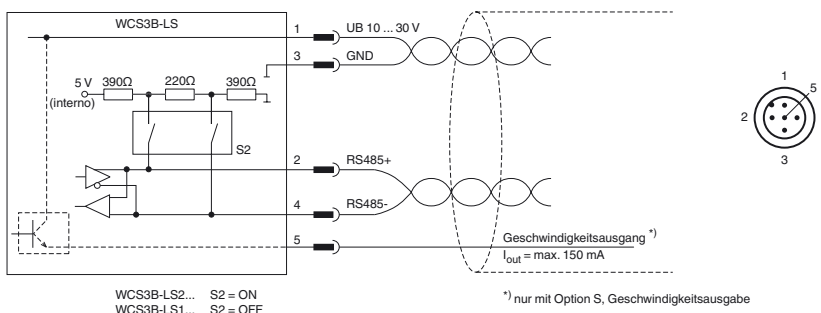 WCS3B-LS
1 UB 10 ... 30 V
3 GND
5 V 390Ω 220Ω 390Ω
(interno)
S2
2 RS485+
4 RS485-
5
Geschwindigkeitsausgang *)
Iout = max. 150 mA
1
5
2
3
WCS3B-LS2... S2 = ON
WCS3B-LS1... S2 = OFF
*) nur mit Option S, Geschwindigkeitsausgabe